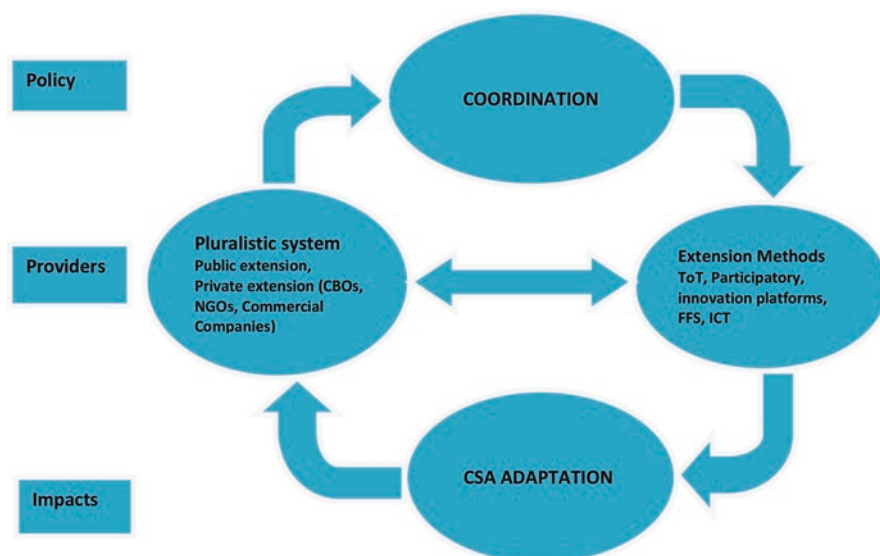 Policy
COORDINATION
Providers
Pluralistic system
Public extension,
Private extension (CBOs,
NGOs, Commercial
Companies)
Extension Methods
ToT, Participatory,
innovation platforms,
FFS, ICT
Impacts
CSA ADAPTATION